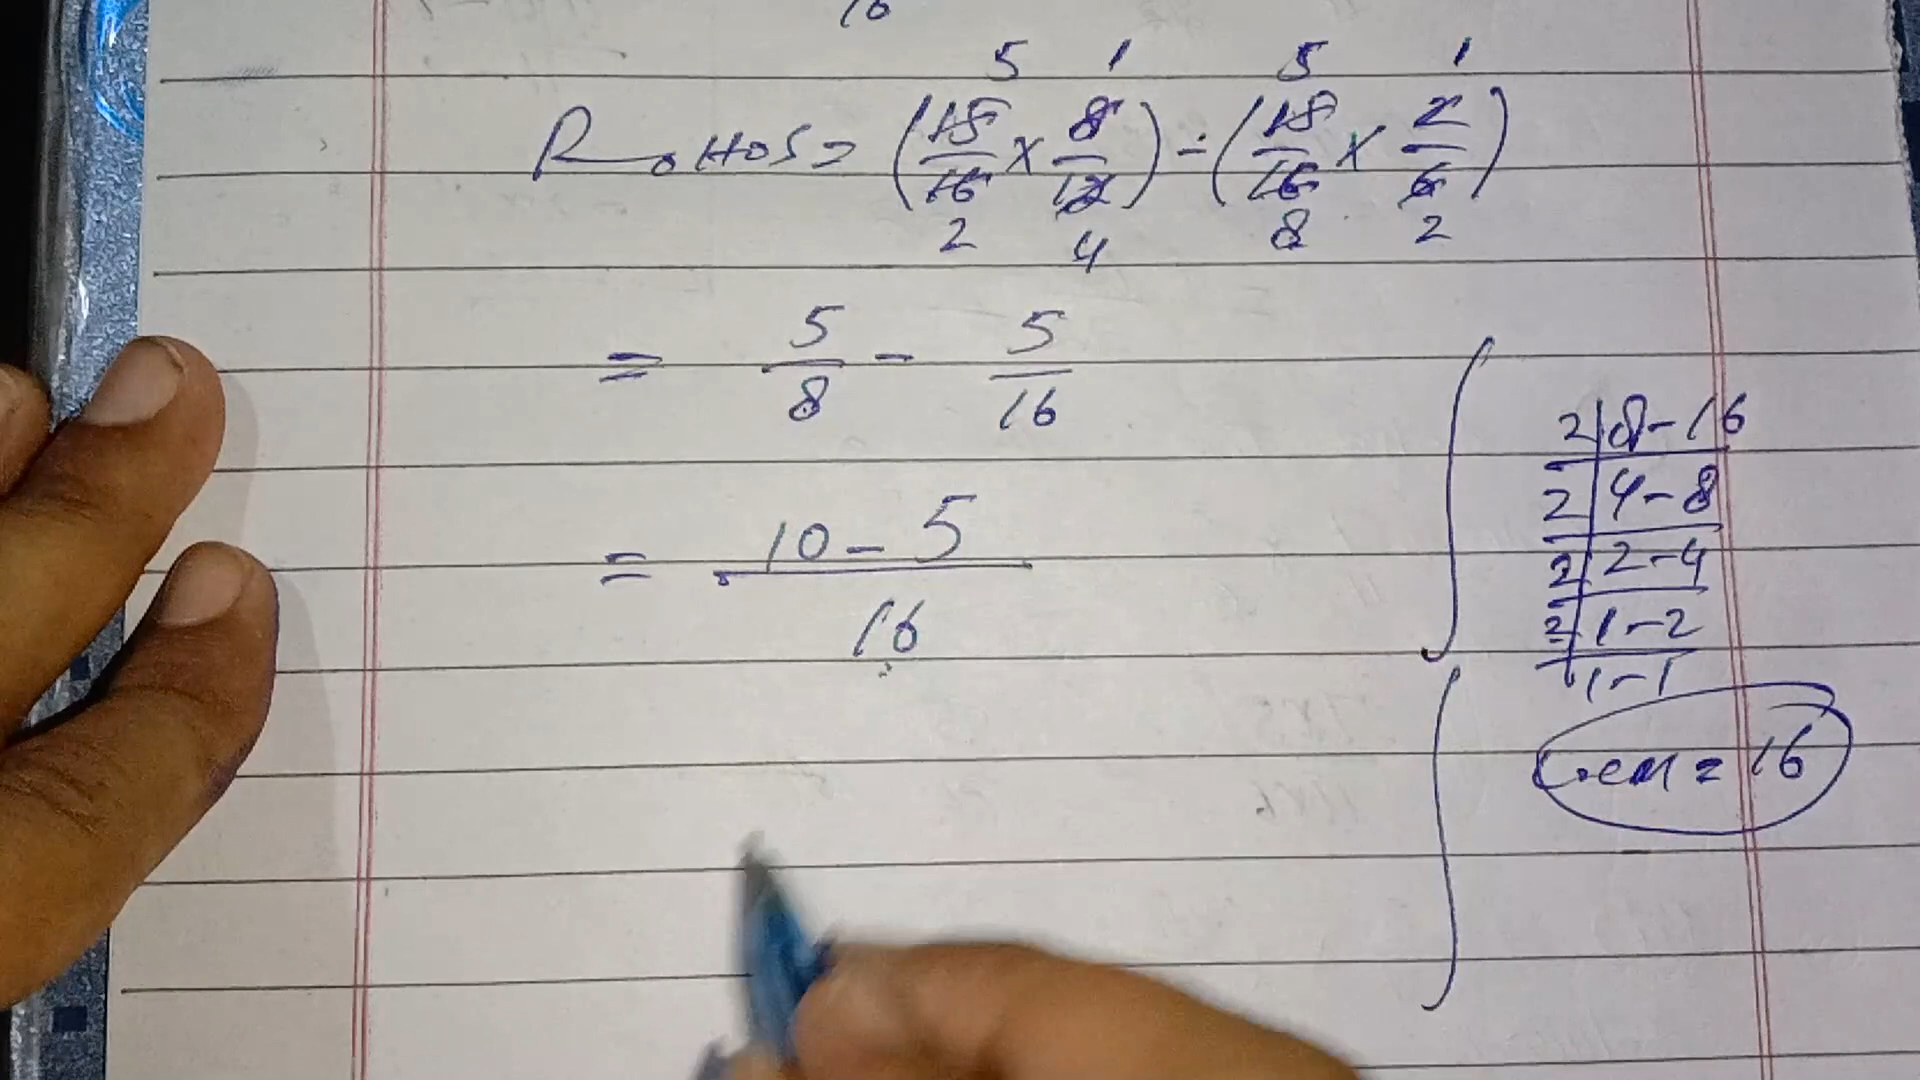 16
5 1 5 1
R.H.S = (15/16 × 8/12) - (15/16 × 2/6)
2 4 8 2
= 5/8 - 5/16
= 10 - 5 / 16
2 | 8 - 16
2 | 4 - 8
2 | 2 - 4
2 | 1 - 2
1 - 1
L.C.M = 16